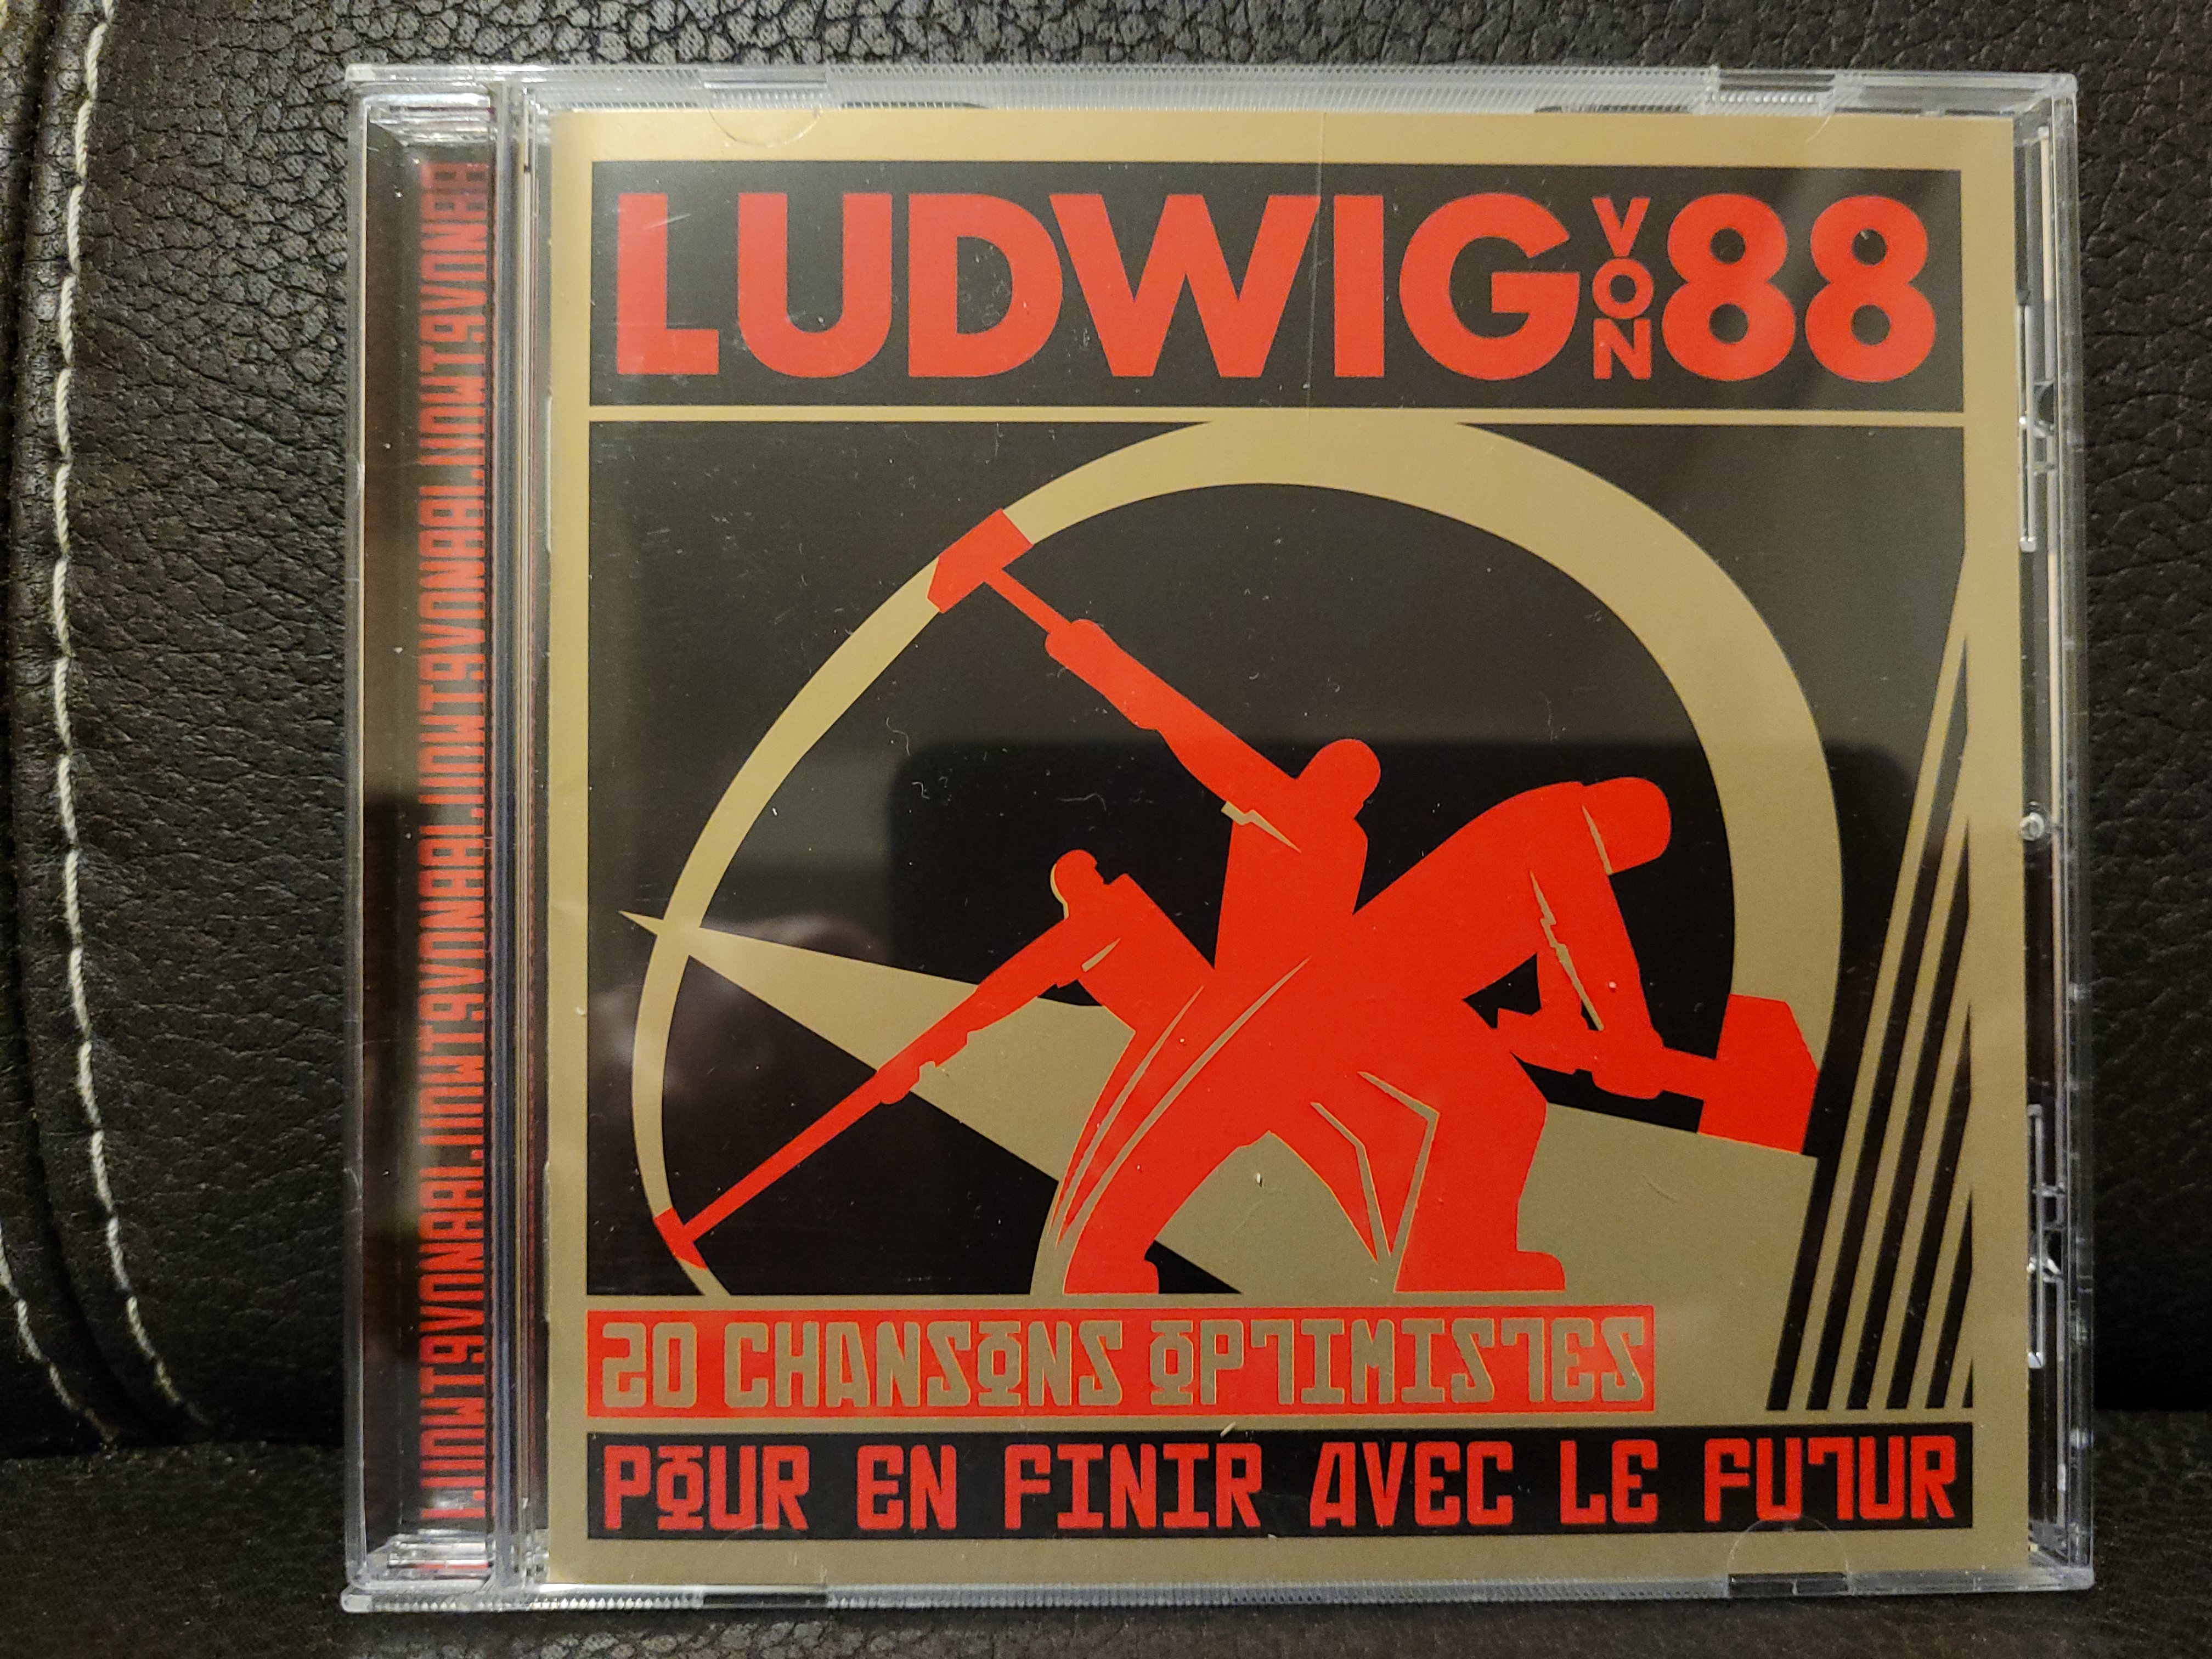 LUDWIG VON 88
20 CHANSONS OPTIMISTES
POUR EN FINIR AVEC LE FUTUR